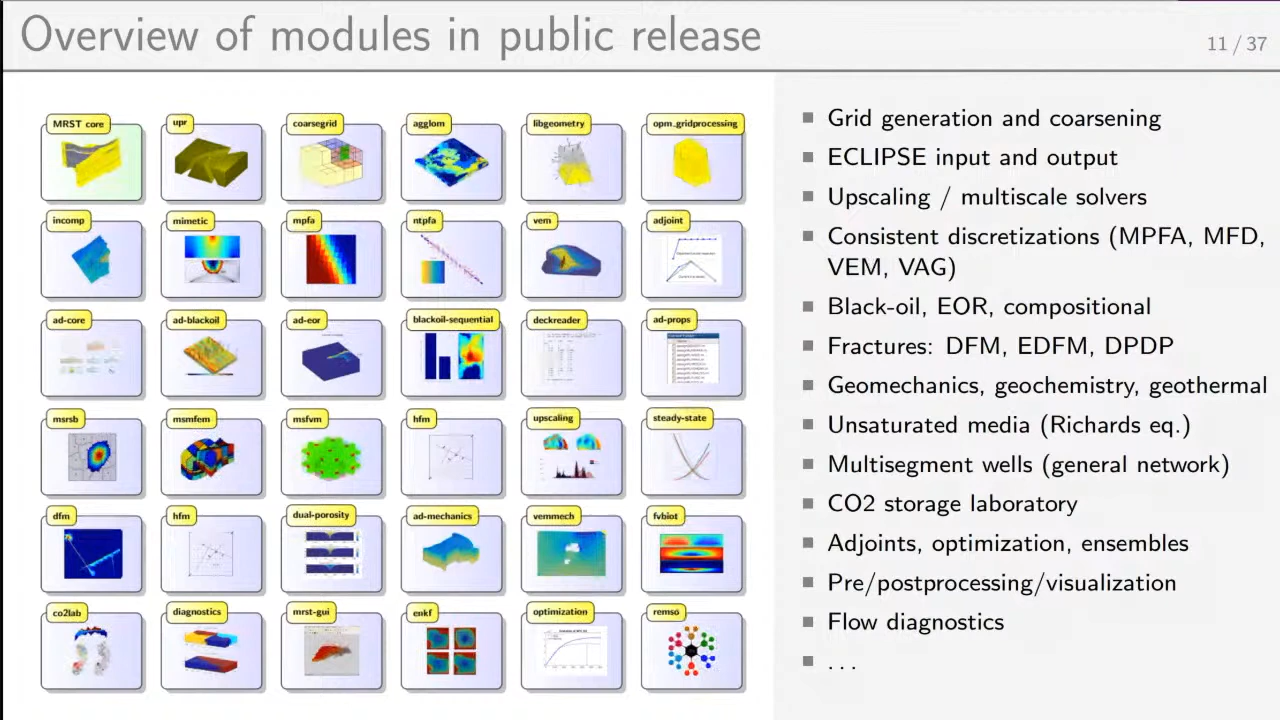 Overview of modules in public release
11 / 37
MRST core
upr
coarsegrid
agglom
libgeometry
opm_gridprocessing
incomp
mimetic
mpfa
ntpfa
vem
adjoint
ad-core
ad-blackoil
ad-eor
blackoil-sequential
deckreader
ad-props
msrsb
msmfem
msfvm
hfm
upscaling
steady-state
dfm
hfm
dual-porosity
ad-mechanics
vemmech
fvbiot
co2lab
diagnostics
mrst-gui
enkf
optimization
remso
Grid generation and coarsening
ECLIPSE input and output
Upscaling / multiscale solvers
Consistent discretizations (MPFA, MFD,
VEM, VAG)
Black-oil, EOR, compositional
Fractures: DFM, EDFM, DPDP
Geomechanics, geochemistry, geothermal
Unsaturated media (Richards eq.)
Multisegment wells (general network)
CO2 storage laboratory
Adjoints, optimization, ensembles
Pre/postprocessing/visualization
Flow diagnostics
. . .